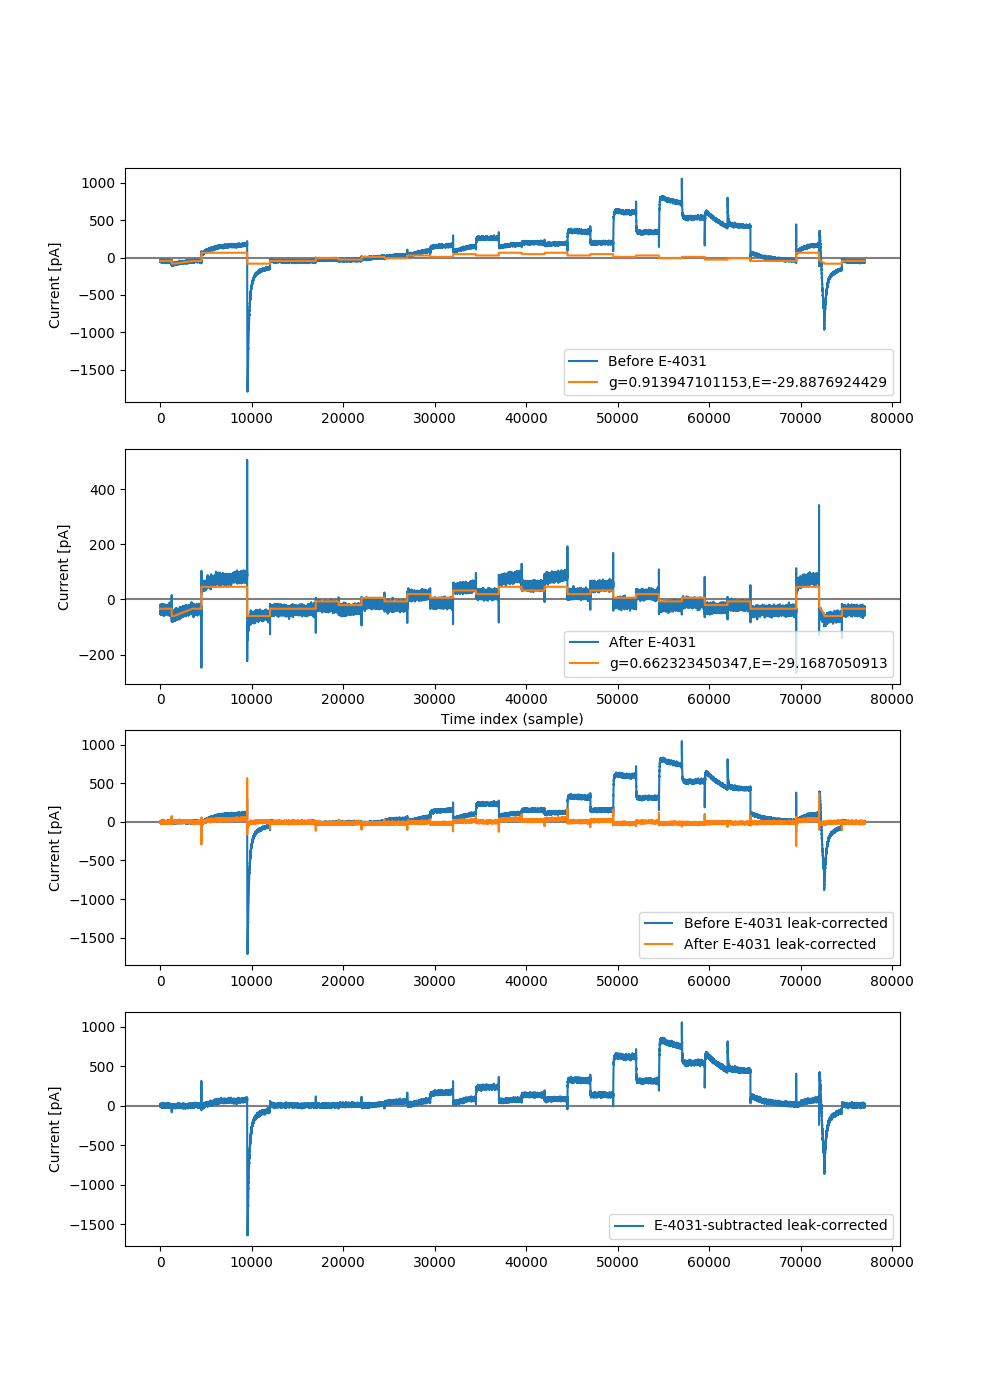 1000
500
0
−500
−1000
−1500
Current [pA]
Before E-4031
g=0.913947101153,E=-29.8876924429
0 10000 20000 30000 40000 50000 60000 70000 80000
400
200
0
−200
Current [pA]
After E-4031
g=0.662323450347,E=-29.1687050913
0 10000 20000 30000 40000 50000 60000 70000 80000
Time index (sample)
1000
500
0
−500
−1000
−1500
Current [pA]
Before E-4031 leak-corrected
After E-4031 leak-corrected
0 10000 20000 30000 40000 50000 60000 70000 80000
1000
500
0
−500
−1000
−1500
Current [pA]
E-4031-subtracted leak-corrected
0 10000 20000 30000 40000 50000 60000 70000 80000